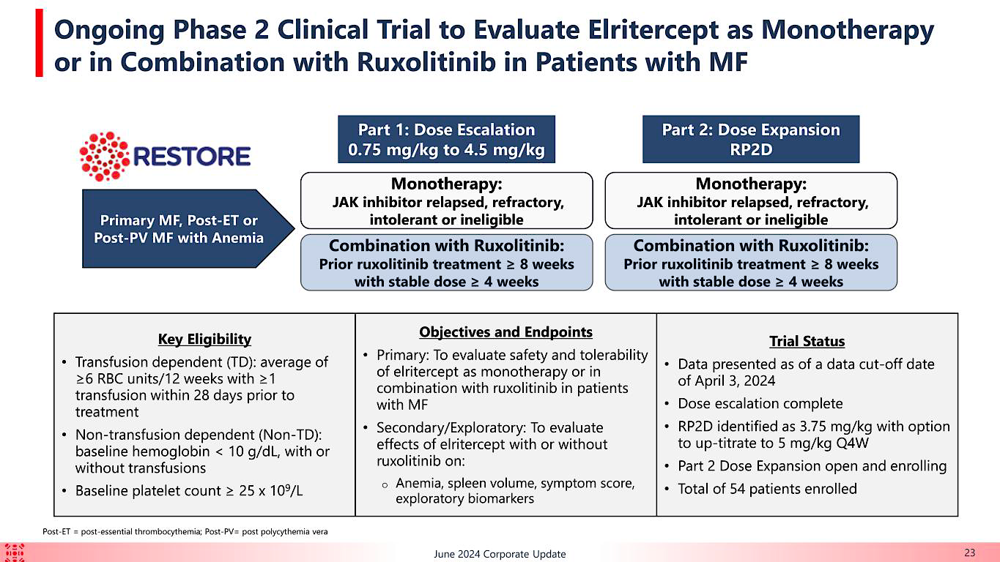 Ongoing Phase 2 Clinical Trial to Evaluate Elritercept as Monotherapy
or in Combination with Ruxolitinib in Patients with MF
RESTORE
Primary MF, Post-ET or
Post-PV MF with Anemia
Part 1: Dose Escalation
0.75 mg/kg to 4.5 mg/kg
Monotherapy:
JAK inhibitor relapsed, refractory,
intolerant or ineligible
Combination with Ruxolitinib:
Prior ruxolitinib treatment ≥ 8 weeks
with stable dose ≥ 4 weeks
Part 2: Dose Expansion
RP2D
Monotherapy:
JAK inhibitor relapsed, refractory,
intolerant or ineligible
Combination with Ruxolitinib:
Prior ruxolitinib treatment ≥ 8 weeks
with stable dose ≥ 4 weeks
Key Eligibility
• Transfusion dependent (TD): average of
≥6 RBC units/12 weeks with ≥1
transfusion within 28 days prior to
treatment
• Non-transfusion dependent (Non-TD):
baseline hemoglobin < 10 g/dL, with or
without transfusions
• Baseline platelet count ≥ 25 x 10⁹/L
Objectives and Endpoints
• Primary: To evaluate safety and tolerability
of elritercept as monotherapy or in
combination with ruxolitinib in patients
with MF
• Secondary/Exploratory: To evaluate
effects of elritercept with or without
ruxolitinib on:
o Anemia, spleen volume, symptom score,
exploratory biomarkers
Trial Status
• Data presented as of a data cut-off date
of April 3, 2024
• Dose escalation complete
• RP2D identified as 3.75 mg/kg with option
to up-titrate to 5 mg/kg Q4W
• Part 2 Dose Expansion open and enrolling
• Total of 54 patients enrolled
Post-ET = post-essential thrombocythemia; Post-PV= post polycythemia vera
June 2024 Corporate Update
23